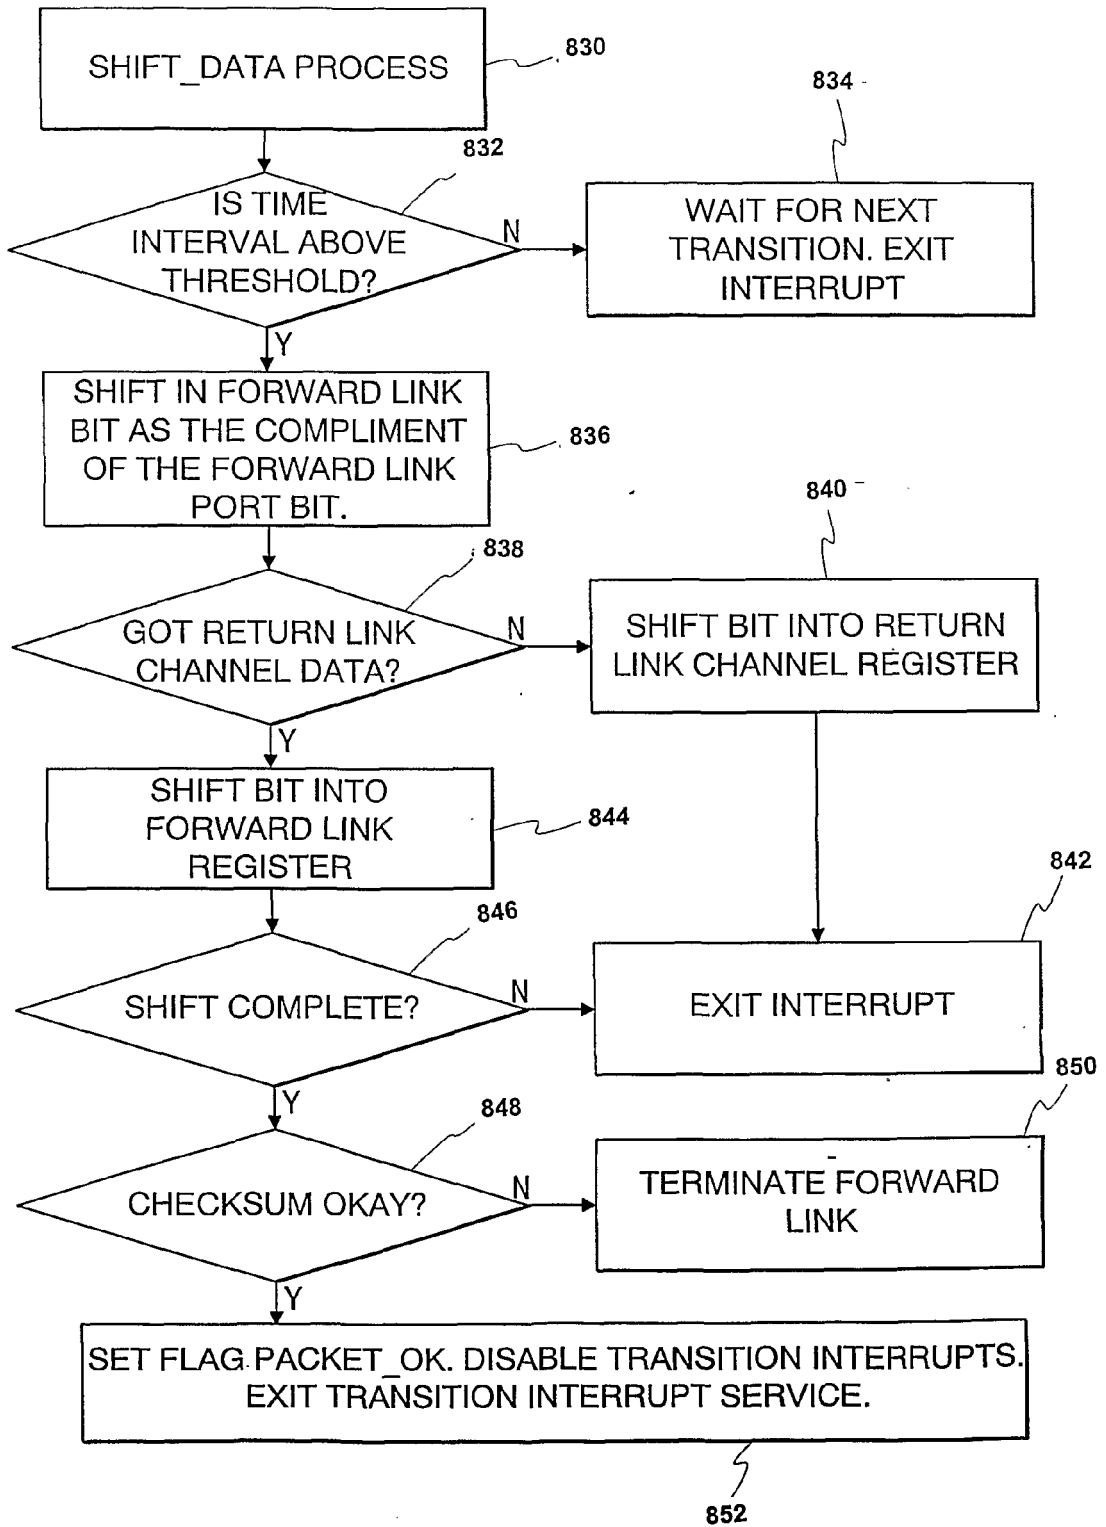 SHIFT_DATA PROCESS
830
832
834
IS TIME
INTERVAL ABOVE
THRESHOLD?
N
WAIT FOR NEXT
TRANSITION. EXIT
INTERRUPT
Y
SHIFT IN FORWARD LINK
BIT AS THE COMPLIMENT
OF THE FORWARD LINK
PORT BIT.
836
838
840
GOT RETURN LINK
CHANNEL DATA?
N
SHIFT BIT INTO RETURN
LINK CHANNEL REGISTER
Y
SHIFT BIT INTO
FORWARD LINK
REGISTER
844
842
846
SHIFT COMPLETE?
N
EXIT INTERRUPT
Y
848
850
CHECKSUM OKAY?
N
TERMINATE FORWARD
LINK
Y
SET FLAG.PACKET_OK. DISABLE TRANSITION INTERRUPTS.
EXIT TRANSITION INTERRUPT SERVICE.
852